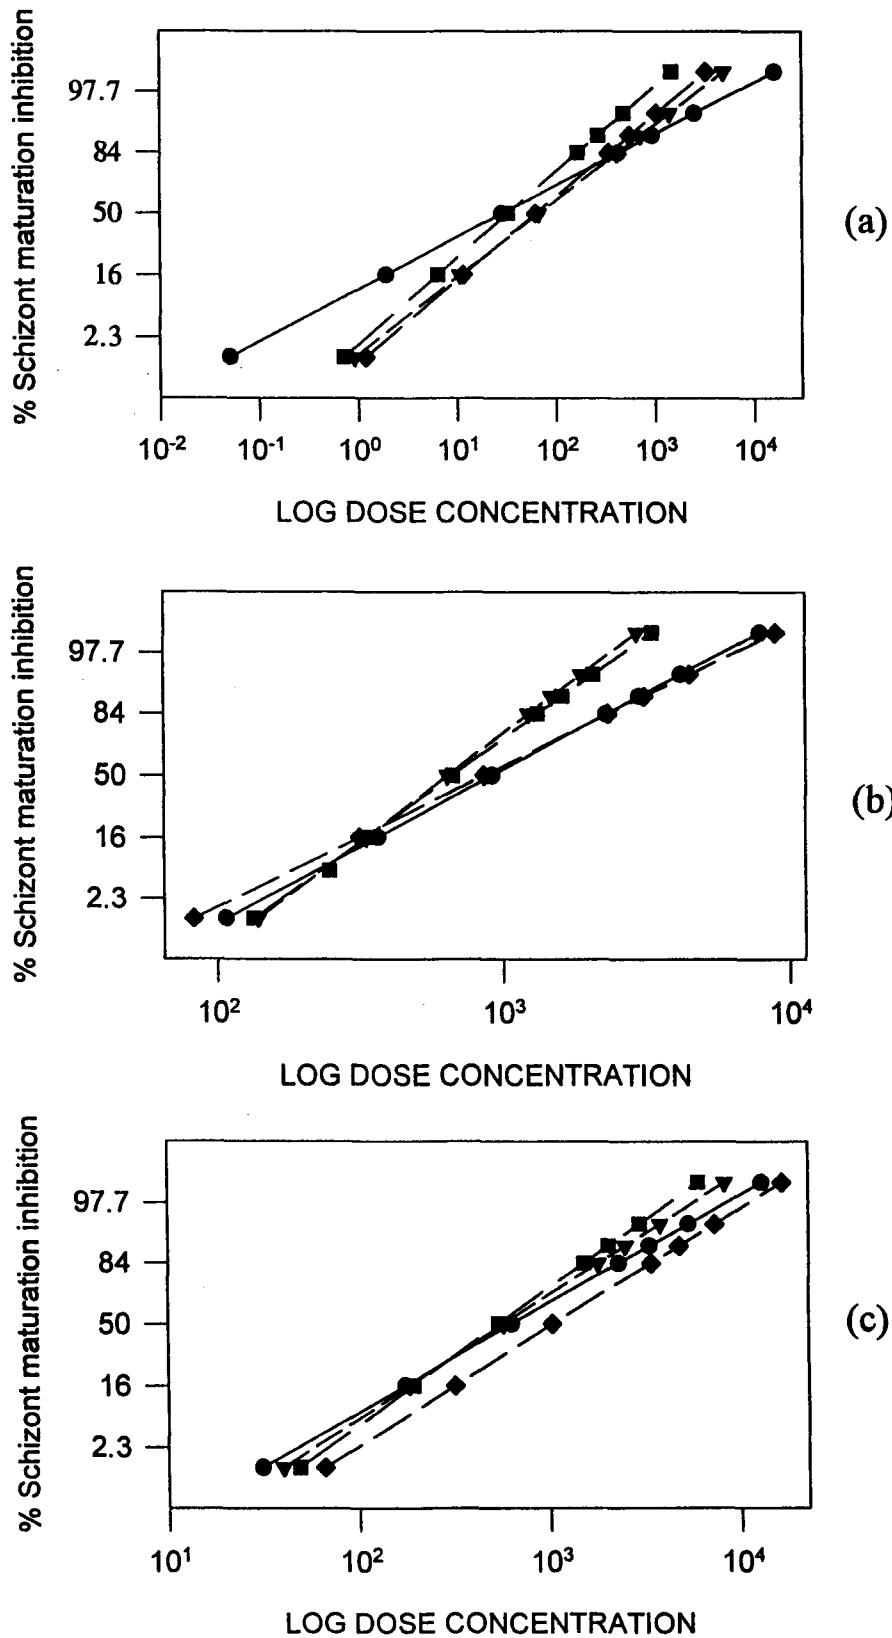 % Schizont maturation inhibition
97.7
84
50
16
2.3
10-2 10-1 100 101 102 103 104
LOG DOSE CONCENTRATION
(a)
% Schizont maturation inhibition
97.7
84
50
16
2.3
102 103 104
LOG DOSE CONCENTRATION
(b)
% Schizont maturation inhibition
97.7
84
50
16
2.3
101 102 103 104
LOG DOSE CONCENTRATION
(c)